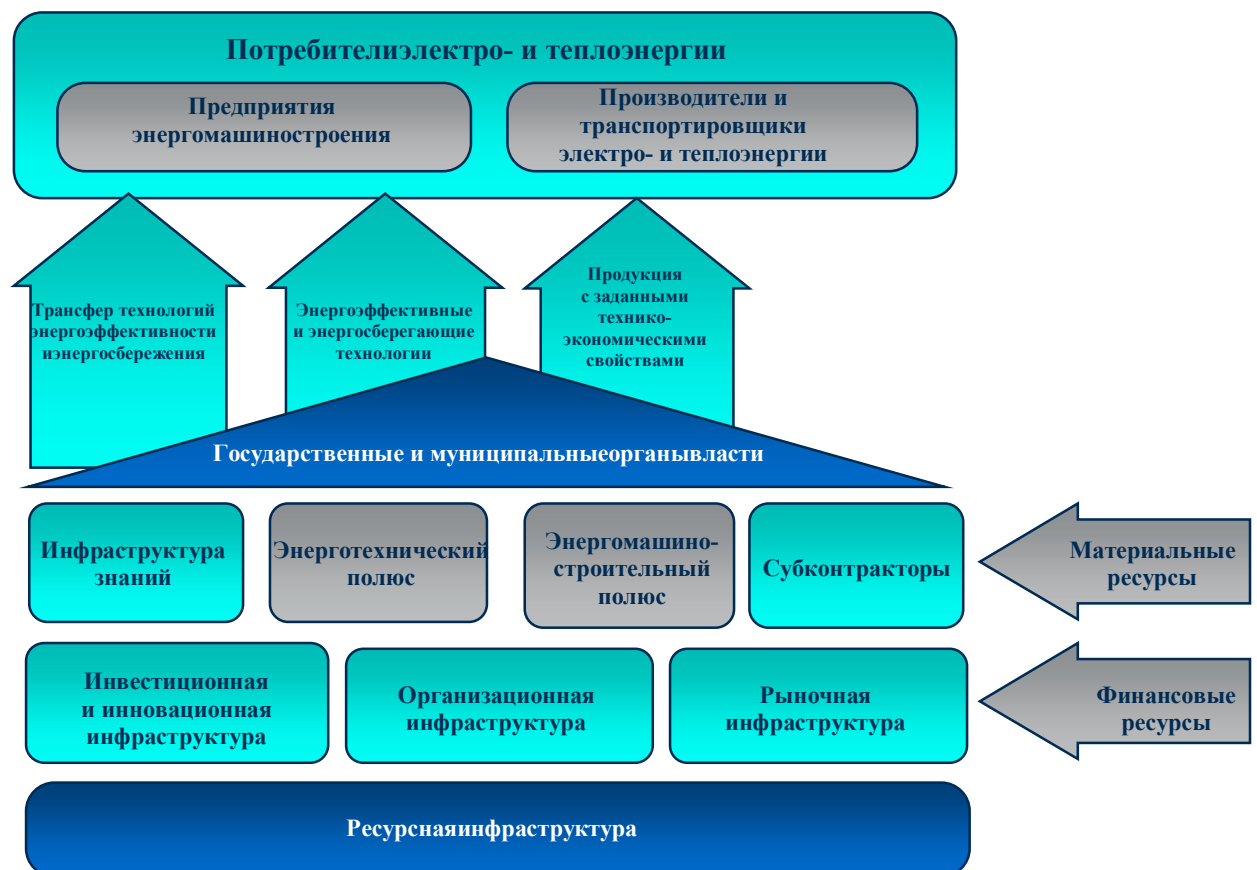 Потребителиэлектро- и теплоэнергии
Предприятия
энергомашиностроения
Производители и
транспортировщики
электро- и теплоэнергии
Трансфер технологий
энергоэффективности
иэнергосбережения
Энергоэффективные
и энергосберегающие
технологии
Продукция
с заданными
технико-
экономическими
свойствами
Государственные и муниципальныеорганывласти
Инфраструктура
знаний
Энерготехнический
полюс
Энергомашино-
строительный
полюс
Субконтракторы
Материальные
ресурсы
Инвестиционная
и инновационная
инфраструктура
Организационная
инфраструктура
Рыночная
инфраструктура
Финансовые
ресурсы
Ресурснаяинфраструктура